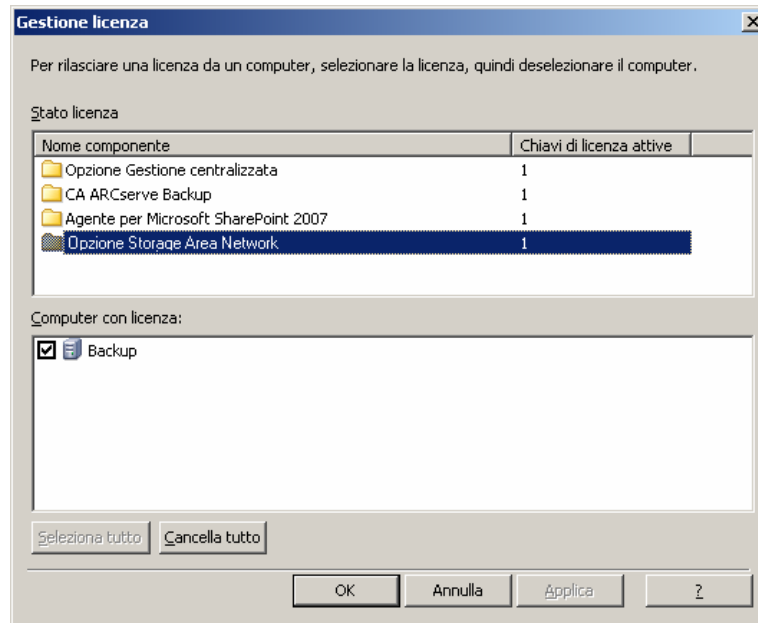 Gestione licenza
Per rilasciare una licenza da un computer, selezionare la licenza, quindi deselezionare il computer.
Stato licenza
Nome componente Chiavi di licenza attive
Opzione Gestione centralizzata 1
CA ARCserve Backup 1
Agente per Microsoft SharePoint 2007 1
Opzione Storage Area Network 1
Computer con licenza:
Backup
Seleziona tutto Cancella tutto
OK Annulla Applica ?